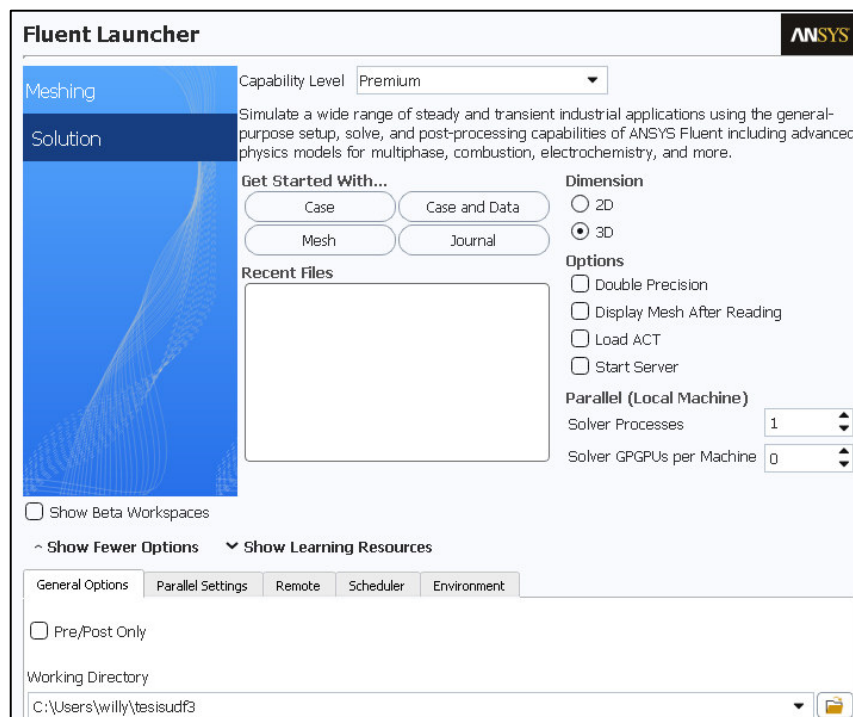 Fluent Launcher
ANSYS
Meshing
Solution
Capability Level Premium
Simulate a wide range of steady and transient industrial applications using the general-
purpose setup, solve, and post-processing capabilities of ANSYS Fluent including advanced
physics models for multiphase, combustion, electrochemistry, and more.
Get Started With...
Case
Case and Data
Mesh
Journal
Recent Files
Dimension
2D
3D
Options
Double Precision
Display Mesh After Reading
Load ACT
Start Server
Parallel (Local Machine)
Solver Processes 1
Solver GPGPUs per Machine 0
Show Beta Workspaces
Show Fewer Options Show Learning Resources
General Options Parallel Settings Remote Scheduler Environment
Pre/Post Only
Working Directory
C:\Users\willy\tesisudf3